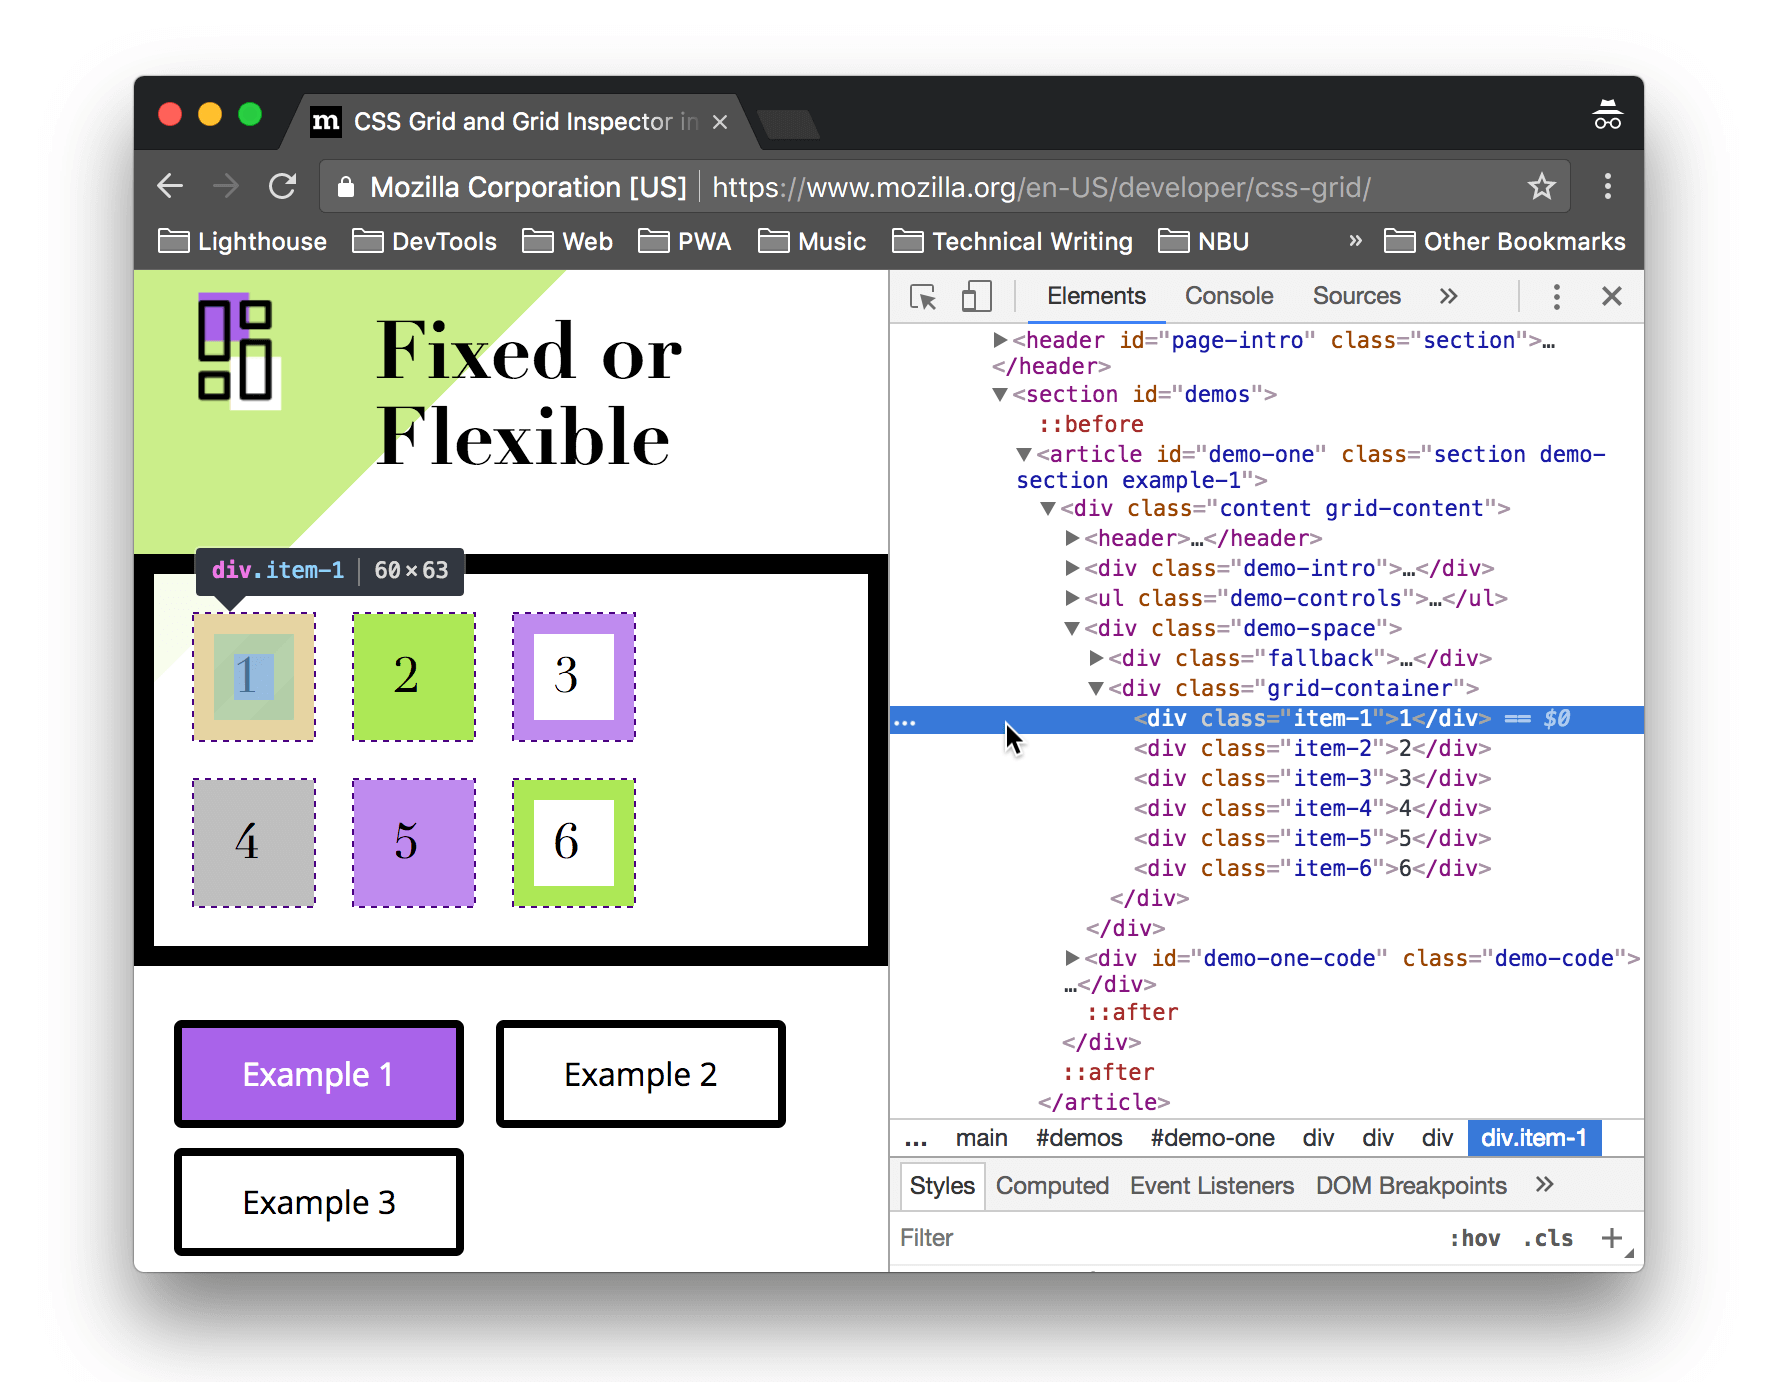 m CSS Grid and Grid Inspector in ×
Mozilla Corporation [US] | https://www.mozilla.org/en-US/developer/css-grid/
Lighthouse DevTools Web PWA Music Technical Writing NBU » Other Bookmarks
Fixed or
Flexible
div.item-1 | 60×63
1 2 3
4 5 6
Example 1 Example 2
Example 3
Elements Console Sources »
▶<header id="page-intro" class="section">…
</header>
▼<section id="demos">
::before
▼<article id="demo-one" class="section demo-
section example-1">
▼<div class="content grid-content">
▶<header>…</header>
▶<div class="demo-intro">…</div>
▶<ul class="demo-controls">…</ul>
▼<div class="demo-space">
▶<div class="fallback">…</div>
▼<div class="grid-container">
… <div class="item-1">1</div> == $0
<div class="item-2">2</div>
<div class="item-3">3</div>
<div class="item-4">4</div>
<div class="item-5">5</div>
<div class="item-6">6</div>
</div>
</div>
▶<div id="demo-one-code" class="demo-code">
…</div>
::after
</div>
::after
</article>
… main #demos #demo-one div div div div.item-1
Styles Computed Event Listeners DOM Breakpoints »
Filter :hov .cls +